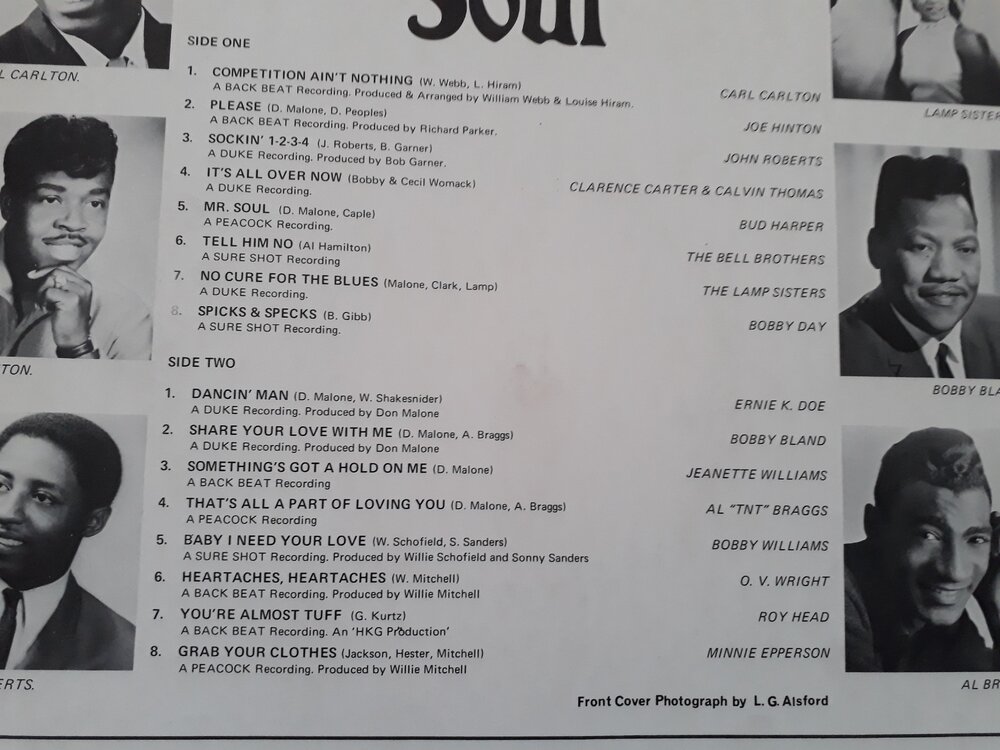 Soul
SIDE ONE
L CARLTON.
1. COMPETITION AIN'T NOTHING (W. Webb, L. Hiram)
A BACK BEAT Recording. Produced & Arranged by William Webb & Louise Hiram.
CARL CARLTON
2. PLEASE (D. Malone, D. Peoples)
A BACK BEAT Recording. Produced by Richard Parker.
JOE HINTON
LAMP SISTER
3. SOCKIN' 1-2-3-4 (J. Roberts, B. Garner)
A DUKE Recording. Produced by Bob Garner.
JOHN ROBERTS
4. IT'S ALL OVER NOW (Bobby & Cecil Womack)
A DUKE Recording.
CLARENCE CARTER & CALVIN THOMAS
5. MR. SOUL (D. Malone, Caple)
A PEACOCK Recording.
BUD HARPER
6. TELL HIM NO (Al Hamilton)
A SURE SHOT Recording
THE BELL BROTHERS
7. NO CURE FOR THE BLUES (Malone, Clark, Lamp)
A DUKE Recording.
THE LAMP SISTERS
8. SPICKS & SPECKS (B. Gibb)
A SURE SHOT Recording.
BOBBY DAY
TON.
SIDE TWO
BOBBY BLA
1. DANCIN' MAN (D. Malone, W. Shakesnider)
A DUKE Recording. Produced by Don Malone
ERNIE K. DOE
2. SHARE YOUR LOVE WITH ME (D. Malone, A. Braggs)
A DUKE Recording. Produced by Don Malone
BOBBY BLAND
3. SOMETHING'S GOT A HOLD ON ME (D. Malone)
A BACK BEAT Recording
JEANETTE WILLIAMS
4. THAT'S ALL A PART OF LOVING YOU (D. Malone, A. Braggs)
A PEACOCK Recording
AL "TNT" BRAGGS
5. BABY I NEED YOUR LOVE (W. Schofield, S. Sanders)
A SURE SHOT Recording. Produced by Willie Schofield and Sonny Sanders
BOBBY WILLIAMS
6. HEARTACHES, HEARTACHES (W. Mitchell)
A BACK BEAT Recording. Produced by Willie Mitchell
O. V. WRIGHT
7. YOU'RE ALMOST TUFF (G. Kurtz)
A BACK BEAT Recording. An 'HKG Production'
ROY HEAD
8. GRAB YOUR CLOTHES (Jackson, Hester, Mitchell)
A PEACOCK Recording. Produced by Willie Mitchell
MINNIE EPPERSON
ERTS.
AL BR
Front Cover Photograph by L. G. Alsford